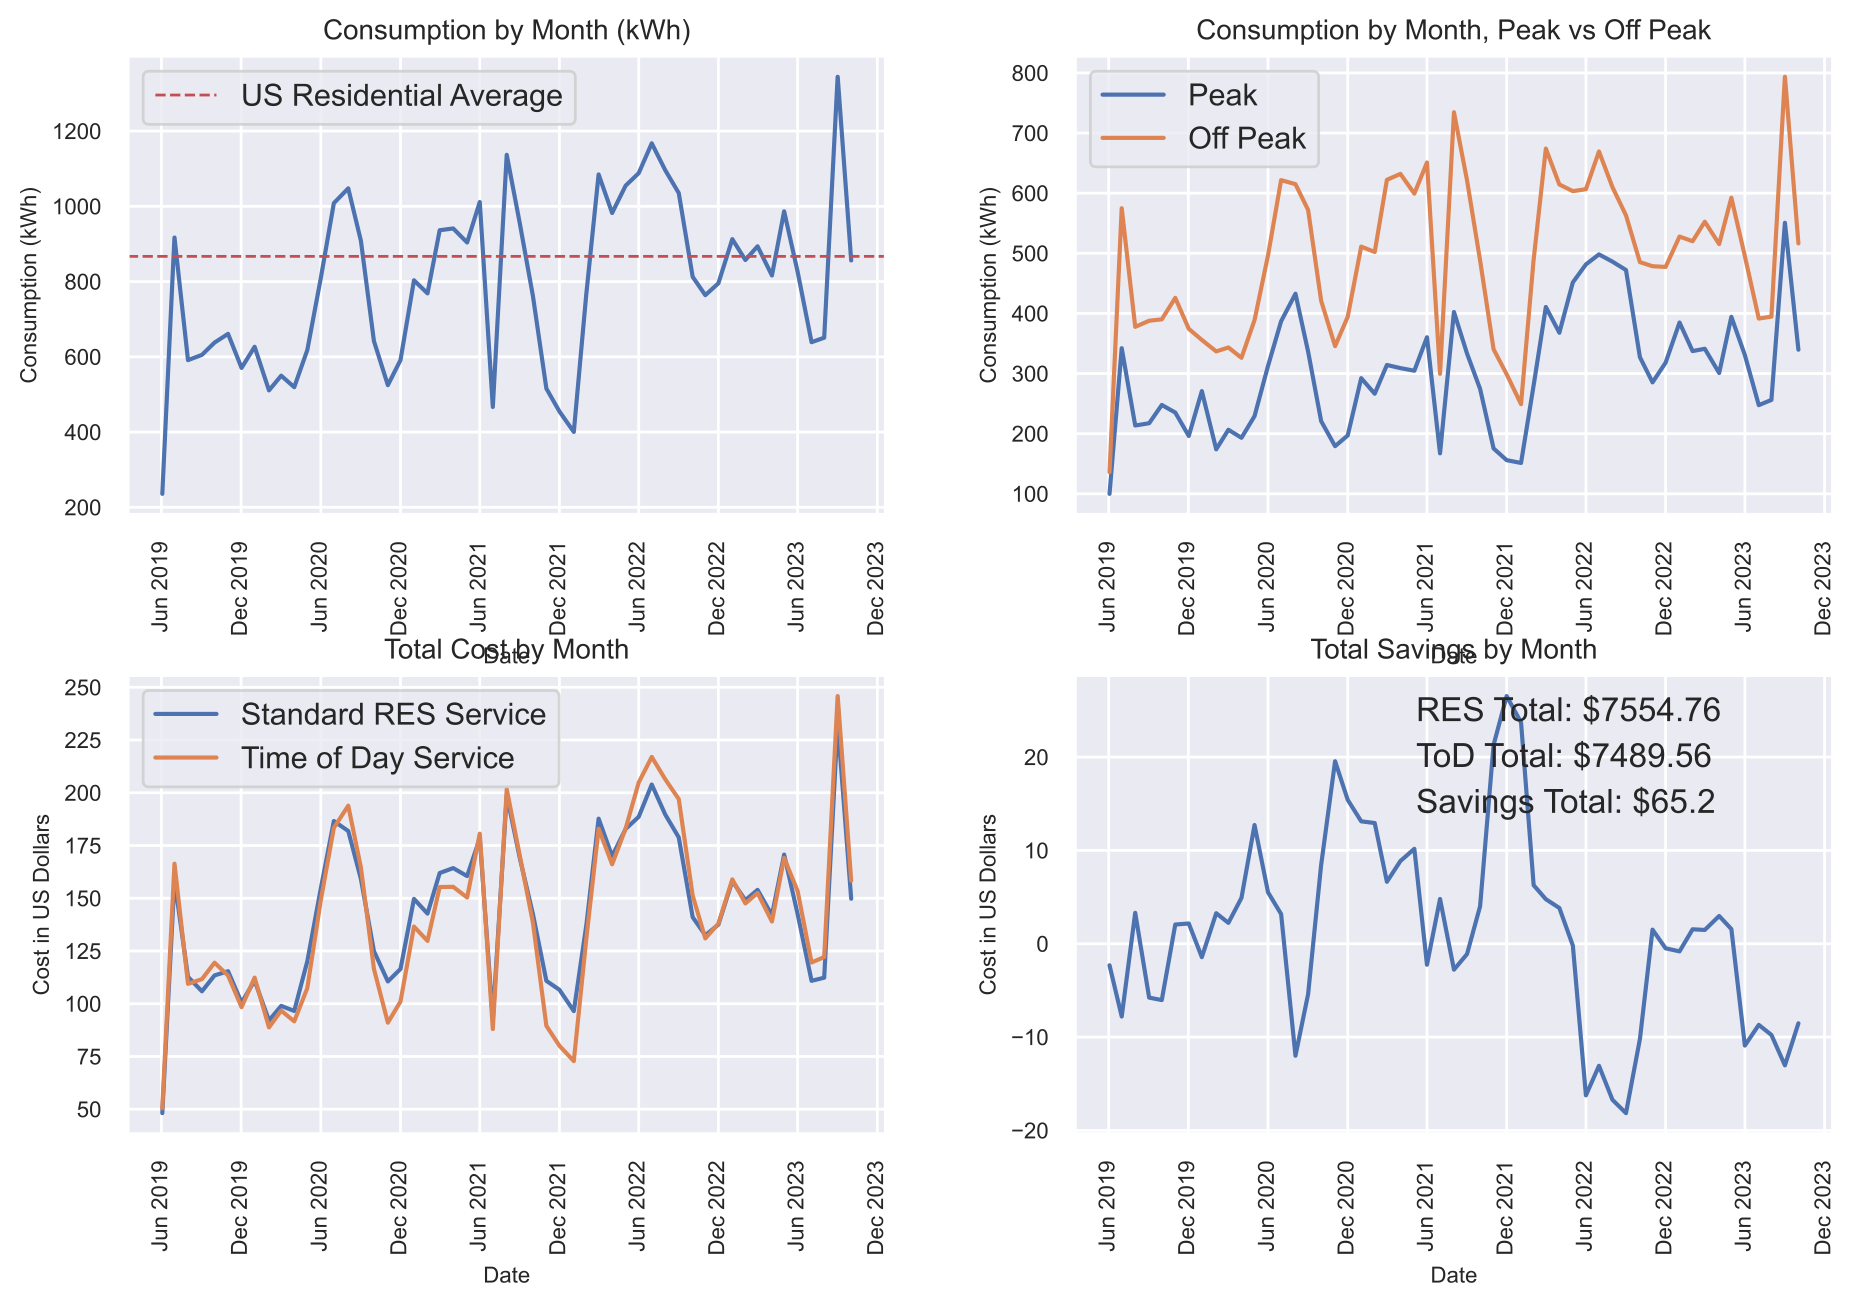 Consumption by Month (kWh)
US Residential Average
Consumption (kWh)
1200
1000
800
600
400
200
Jun 2019
Dec 2019
Jun 2020
Dec 2020
Jun 2021
Dec 2021
Jun 2022
Dec 2022
Jun 2023
Dec 2023
Date
Consumption by Month, Peak vs Off Peak
Peak
Off Peak
Consumption (kWh)
800
700
600
500
400
300
200
100
Jun 2019
Dec 2019
Jun 2020
Dec 2020
Jun 2021
Dec 2021
Jun 2022
Dec 2022
Jun 2023
Dec 2023
Date
Total Cost by Month
Standard RES Service
Time of Day Service
Cost in US Dollars
250
225
200
175
150
125
100
75
50
Jun 2019
Dec 2019
Jun 2020
Dec 2020
Jun 2021
Dec 2021
Jun 2022
Dec 2022
Jun 2023
Dec 2023
Date
Total Savings by Month
RES Total: $7554.76
ToD Total: $7489.56
Savings Total: $65.2
Cost in US Dollars
20
10
0
−10
−20
Jun 2019
Dec 2019
Jun 2020
Dec 2020
Jun 2021
Dec 2021
Jun 2022
Dec 2022
Jun 2023
Dec 2023
Date